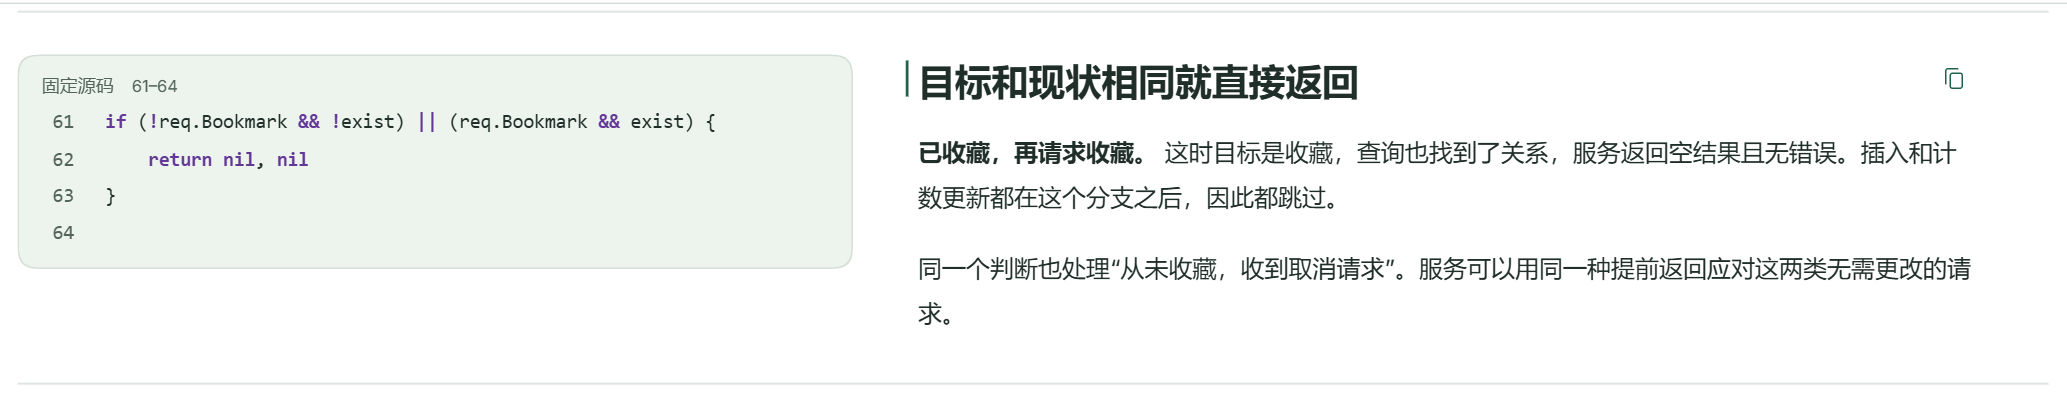 固定源码 61–64
61 if (!req.Bookmark && !exist) || (req.Bookmark && exist) {
62     return nil, nil
63 }
64
目标和现状相同就直接返回
已收藏，再请求收藏。 这时目标是收藏，查询也找到了关系，服务返回空结果且无错误。插入和计
数更新都在这个分支之后，因此都跳过。
同一个判断也处理“从未收藏，收到取消请求”。服务可以用同一种提前返回应对这两类无需更改的请
求。